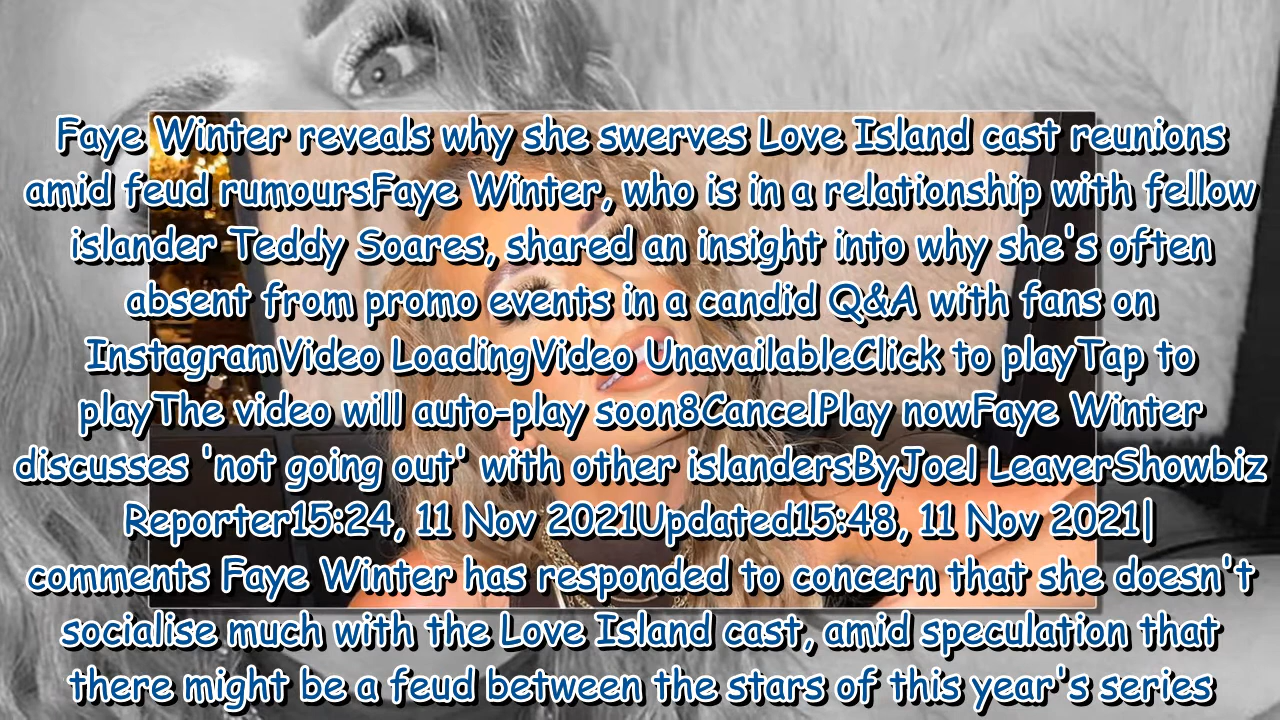 Faye Winter reveals why she swerves Love Island cast reunions
amid feud rumoursFaye Winter, who is in a relationship with fellow
islander Teddy Soares, shared an insight into why she's often
absent from promo events in a candid Q&A with fans on
InstagramVideo LoadingVideo UnavailableClick to playTap to
playThe video will auto-play soon8CancelPlay nowFaye Winter
discusses 'not going out' with other islandersByJoel LeaverShowbiz
Reporter15:24, 11 Nov 2021Updated15:48, 11 Nov 2021|
comments Faye Winter has responded to concern that she doesn't
socialise much with the Love Island cast, amid speculation that
there might be a feud between the stars of this year's series